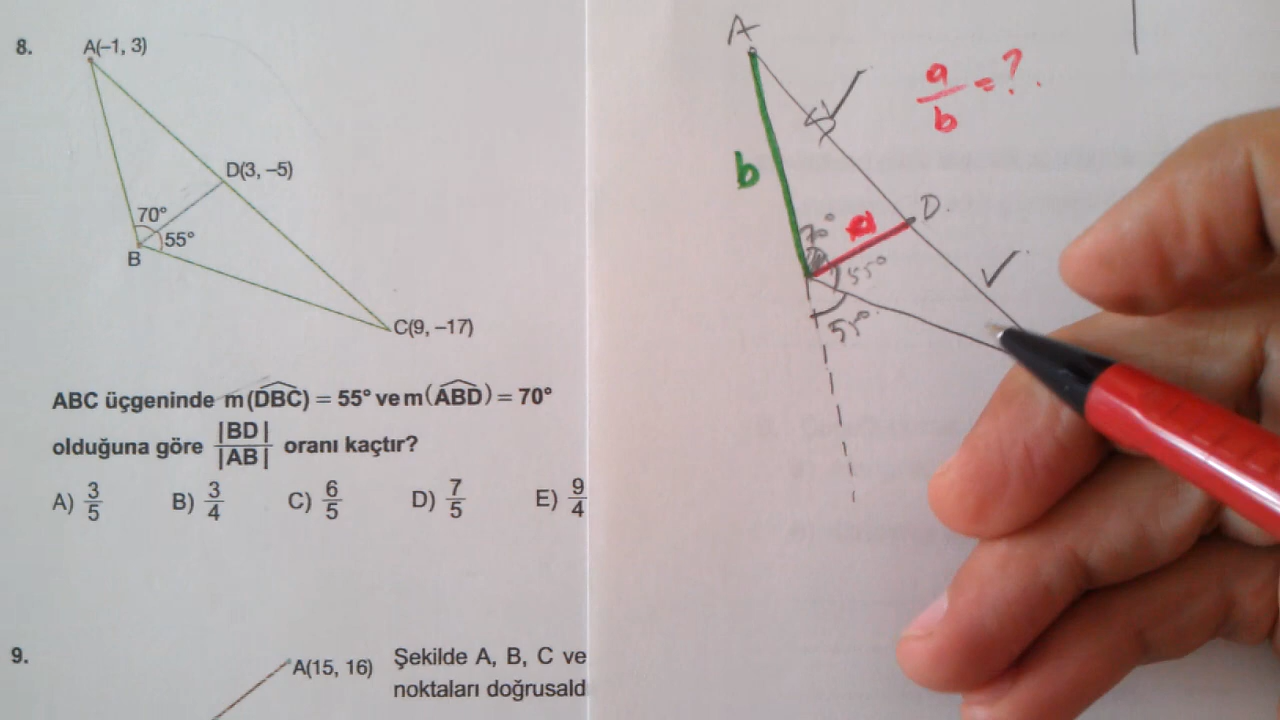 8.
A(–1, 3)
D(3, –5)
70°
55°
B
C(9, –17)
ABC üçgeninde m(DBC) = 55° ve m(ABD) = 70°
olduğuna göre |BD| / |AB| oranı kaçtır?
A) 3/5 B) 3/4 C) 6/5 D) 7/5 E) 9/4
9.
A(15, 16)
Şekilde A, B, C ve
noktaları doğrusald
A
a/b = ?
b
D.
70°
a
55°